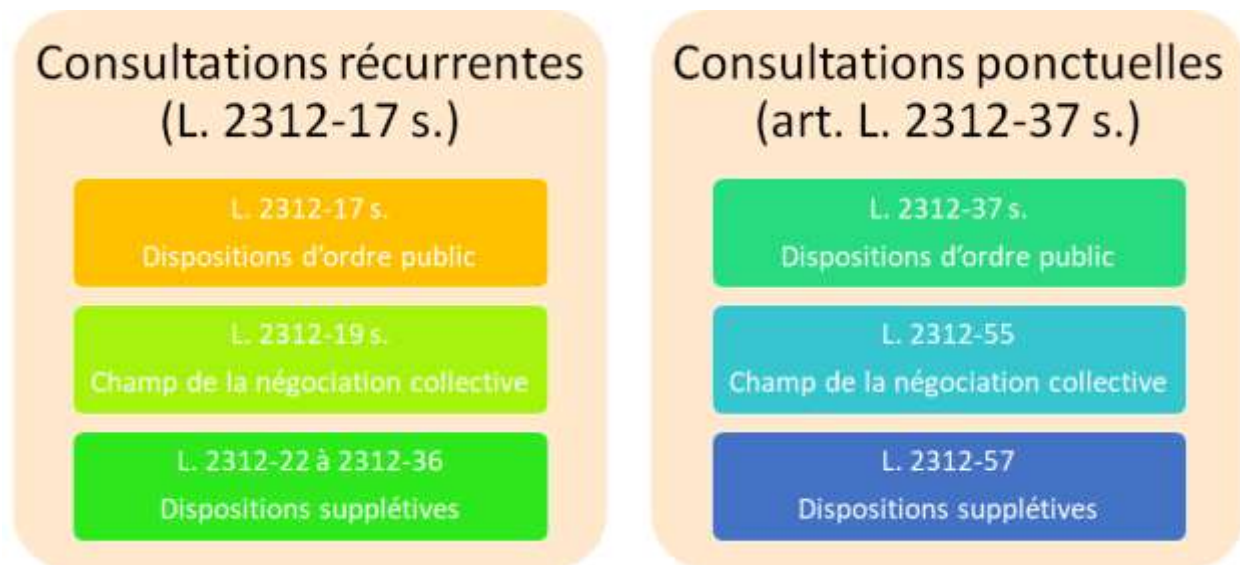 Consultations récurrentes
(L. 2312-17 s.)
L. 2312-17 s.
Dispositions d'ordre public
L. 2312-19 s.
Champ de la négociation collective
L. 2312-22 à 2312-36
Dispositions supplétives
Consultations ponctuelles
(art. L. 2312-37 s.)
L. 2312-37 s.
Dispositions d'ordre public
L. 2312-55
Champ de la négociation collective
L. 2312-57
Dispositions supplétives